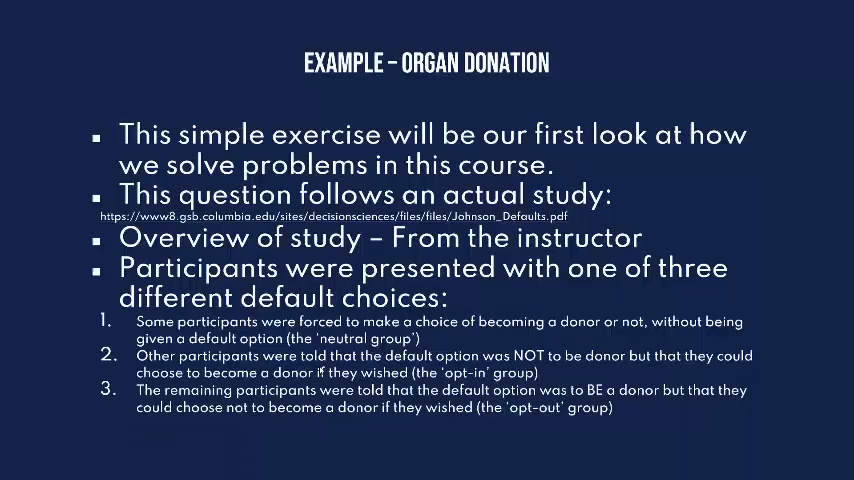 EXAMPLE – ORGAN DONATION
▪ This simple exercise will be our first look at how
we solve problems in this course.
▪ This question follows an actual study:
https://www8.gsb.columbia.edu/sites/decisionsciences/files/files/Johnson_Defaults.pdf
▪ Overview of study – From the instructor
▪ Participants were presented with one of three
different default choices:
1. Some participants were forced to make a choice of becoming a donor or not, without being
given a default option (the ‘neutral group’)
2. Other participants were told that the default option was NOT to be donor but that they could
choose to become a donor if they wished (the ‘opt-in’ group)
3. The remaining participants were told that the default option was to BE a donor but that they
could choose not to become a donor if they wished (the ‘opt-out’ group)